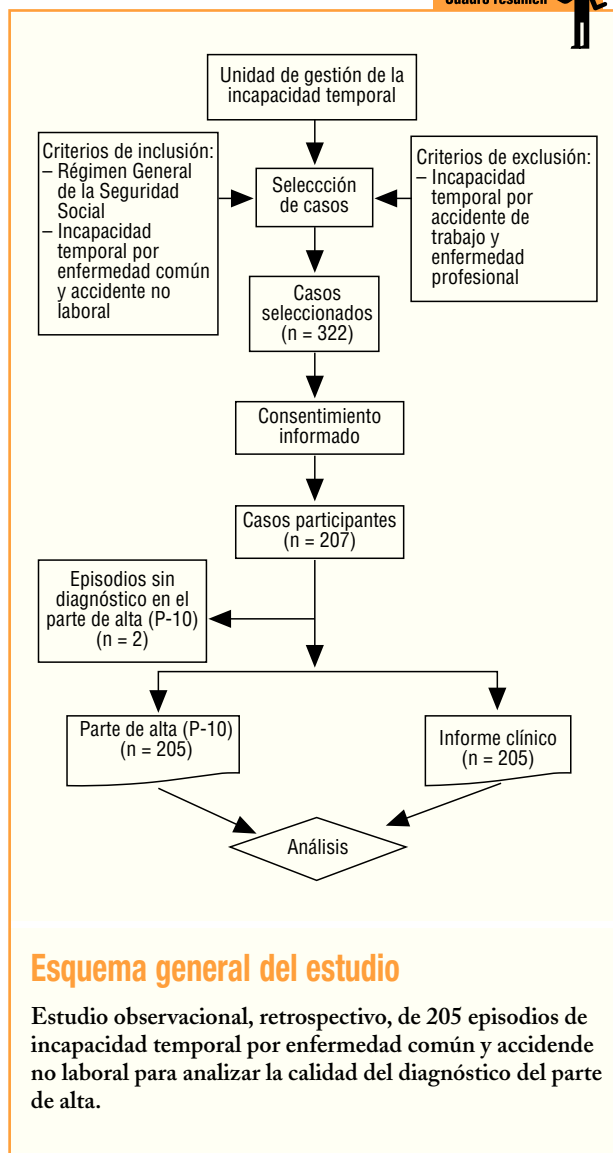 Cuadro resumen
Unidad de gestión de la
incapacidad temporal
Criterios de inclusión:
– Régimen General
de la Seguridad
Social
– Incapacidad
temporal por
enfermedad común
y accidente no
laboral
Seleccción
de casos
Criterios de exclusión:
– Incapacidad
temporal por
accidente de
trabajo y
enfermedad
profesional
Casos
seleccionados
(n = 322)
Consentimiento
informado
Casos participantes
(n = 207)
Episodios sin
diagnóstico en el
parte de alta (P-10)
(n = 2)
Parte de alta (P-10)
(n = 205)
Informe clínico
(n = 205)
Análisis
Esquema general del estudio
Estudio observacional, retrospectivo, de 205 episodios de
incapacidad temporal por enfermedad común y accidende
no laboral para analizar la calidad del diagnóstico del parte
de alta.